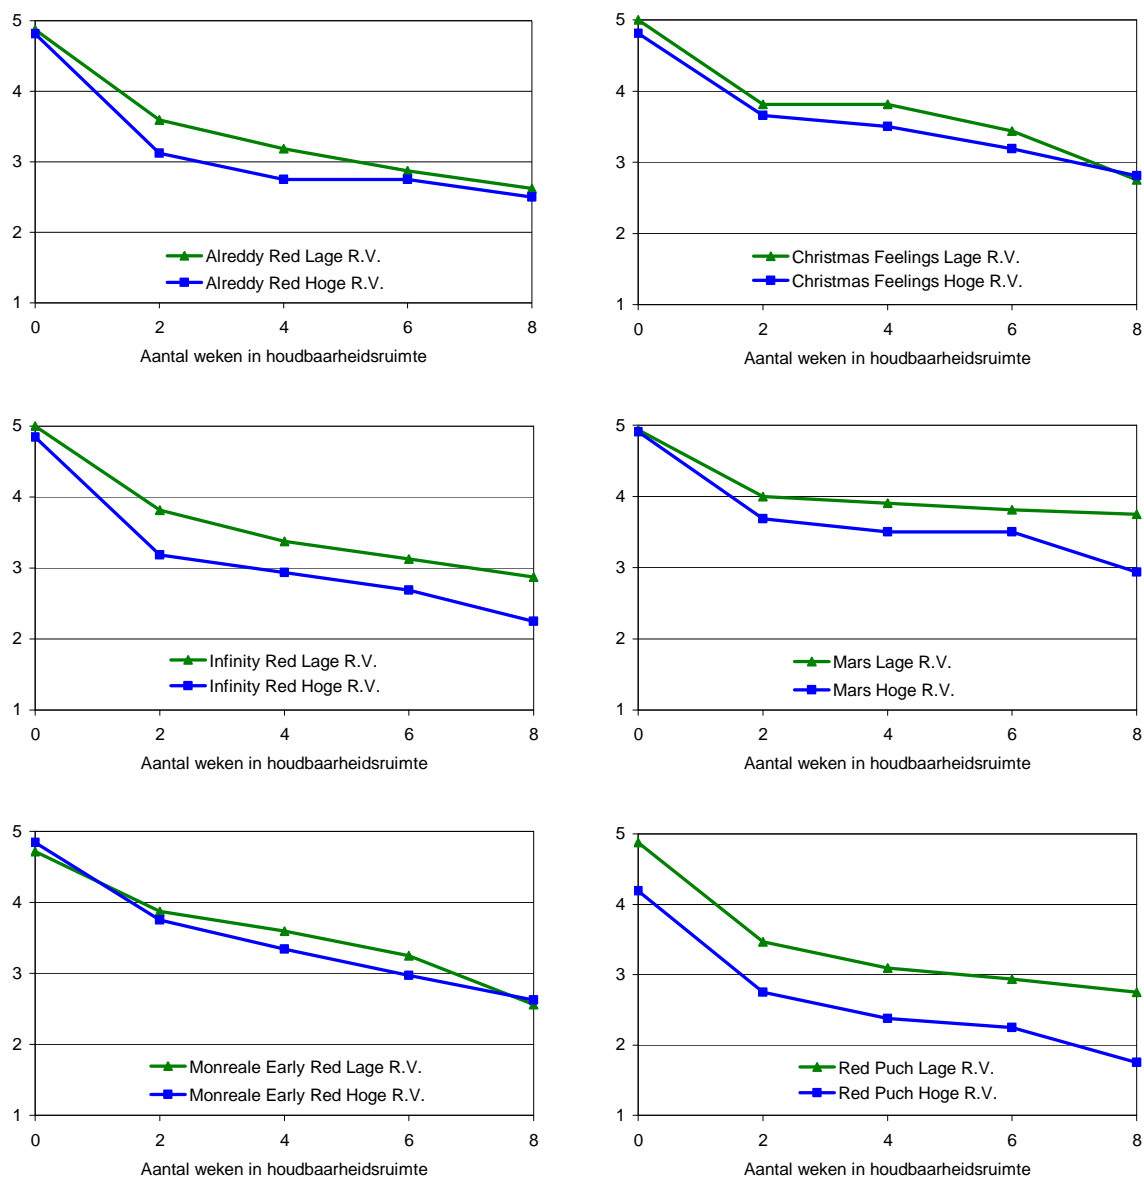 5
4
3
2
1
Alreddy Red Lage R.V.
Alreddy Red Hoge R.V.
0 2 4 6 8
Aantal weken in houdbaarheidsruimte
5
4
3
2
1
Christmas Feelings Lage R.V.
Christmas Feelings Hoge R.V.
0 2 4 6 8
Aantal weken in houdbaarheidsruimte
5
4
3
2
1
Infinity Red Lage R.V.
Infinity Red Hoge R.V.
0 2 4 6 8
Aantal weken in houdbaarheidsruimte
5
4
3
2
1
Mars Lage R.V.
Mars Hoge R.V.
0 2 4 6 8
Aantal weken in houdbaarheidsruimte
5
4
3
2
1
Monreale Early Red Lage R.V.
Monreale Early Red Hoge R.V.
0 2 4 6 8
Aantal weken in houdbaarheidsruimte
5
4
3
2
1
Red Puch Lage R.V.
Red Puch Hoge R.V.
0 2 4 6 8
Aantal weken in houdbaarheidsruimte